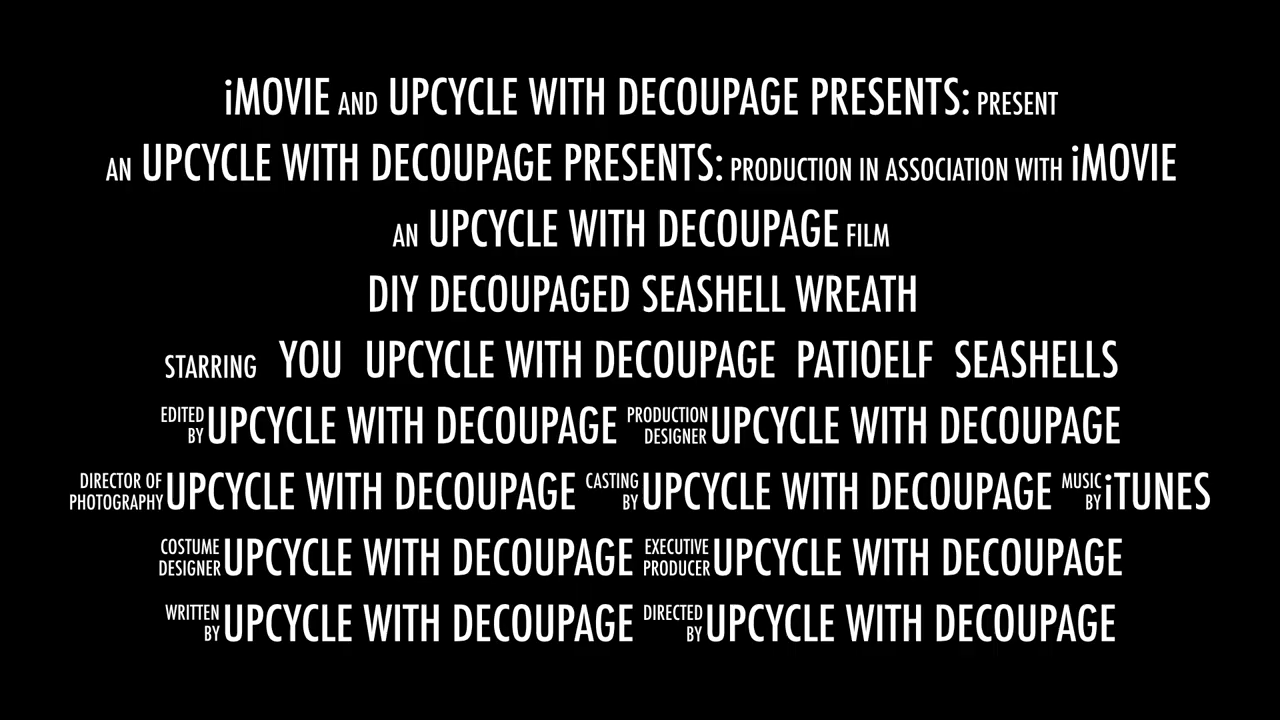 iMOVIE AND UPCYCLE WITH DECOUPAGE PRESENTS: PRESENT
AN UPCYCLE WITH DECOUPAGE PRESENTS: PRODUCTION IN ASSOCIATION WITH iMOVIE
AN UPCYCLE WITH DECOUPAGE FILM
DIY DECOUPAGED SEASHELL WREATH
STARRING YOU UPCYCLE WITH DECOUPAGE PATIOELF SEASHELLS
EDITED BY UPCYCLE WITH DECOUPAGE PRODUCTION DESIGNER UPCYCLE WITH DECOUPAGE
DIRECTOR OF PHOTOGRAPHY UPCYCLE WITH DECOUPAGE CASTING BY UPCYCLE WITH DECOUPAGE MUSIC BY iTUNES
COSTUME DESIGNER UPCYCLE WITH DECOUPAGE EXECUTIVE PRODUCER UPCYCLE WITH DECOUPAGE
WRITTEN BY UPCYCLE WITH DECOUPAGE DIRECTED BY UPCYCLE WITH DECOUPAGE